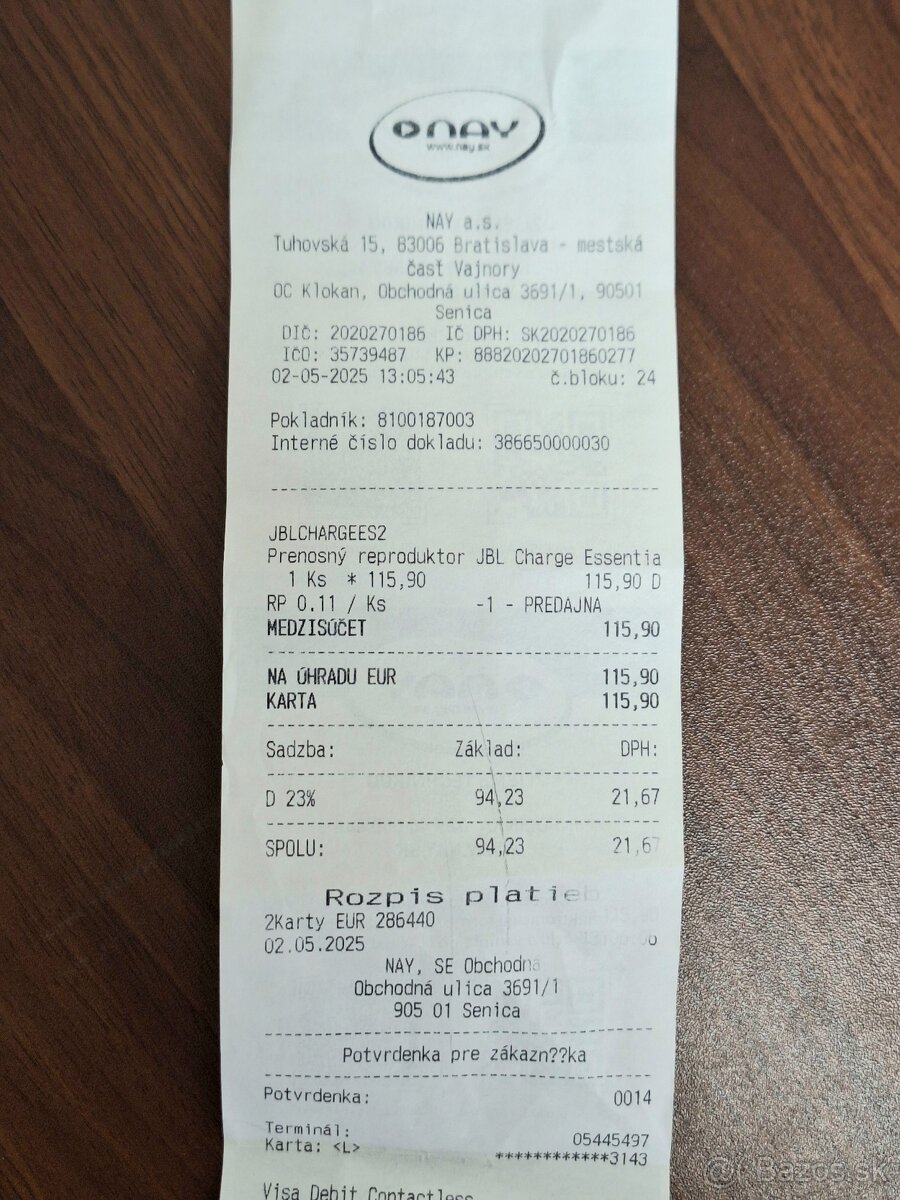 NAY
www.nay.sk
NAY a.s.
Tuhovská 15, 83006 Bratislava - mestská
časť Vajnory
OC Klokan, Obchodná ulica 3691/1, 90501
Senica
DIČ: 2020270186 IČ DPH: SK2020270186
IČO: 35739487 KP: 88820202701860277
02-05-2025 13:05:43 č.bloku: 24
Pokladník: 8100187003
Interné číslo dokladu: 386650000030
JBLCHARGEES2
Prenosný reproduktor JBL Charge Essentia
1 Ks * 115,90 115,90 D
RP 0.11 / Ks -1 - PREDAJNA
MEDZISÚČET 115,90
NA ÚHRADU EUR 115,90
KARTA 115,90
Sadzba: Základ: DPH:
D 23% 94,23 21,67
SPOLU: 94,23 21,67
Rozpis platieb
2Karty EUR 286440
02.05.2025
NAY, SE Obchodná
Obchodná ulica 3691/1
905 01 Senica
Potvrdenka pre zákazn??ka
Potvrdenka: 0014
Terminál: 05445497
Karta: <L> ************3143
Visa Debit Contactless
Bazos.sk